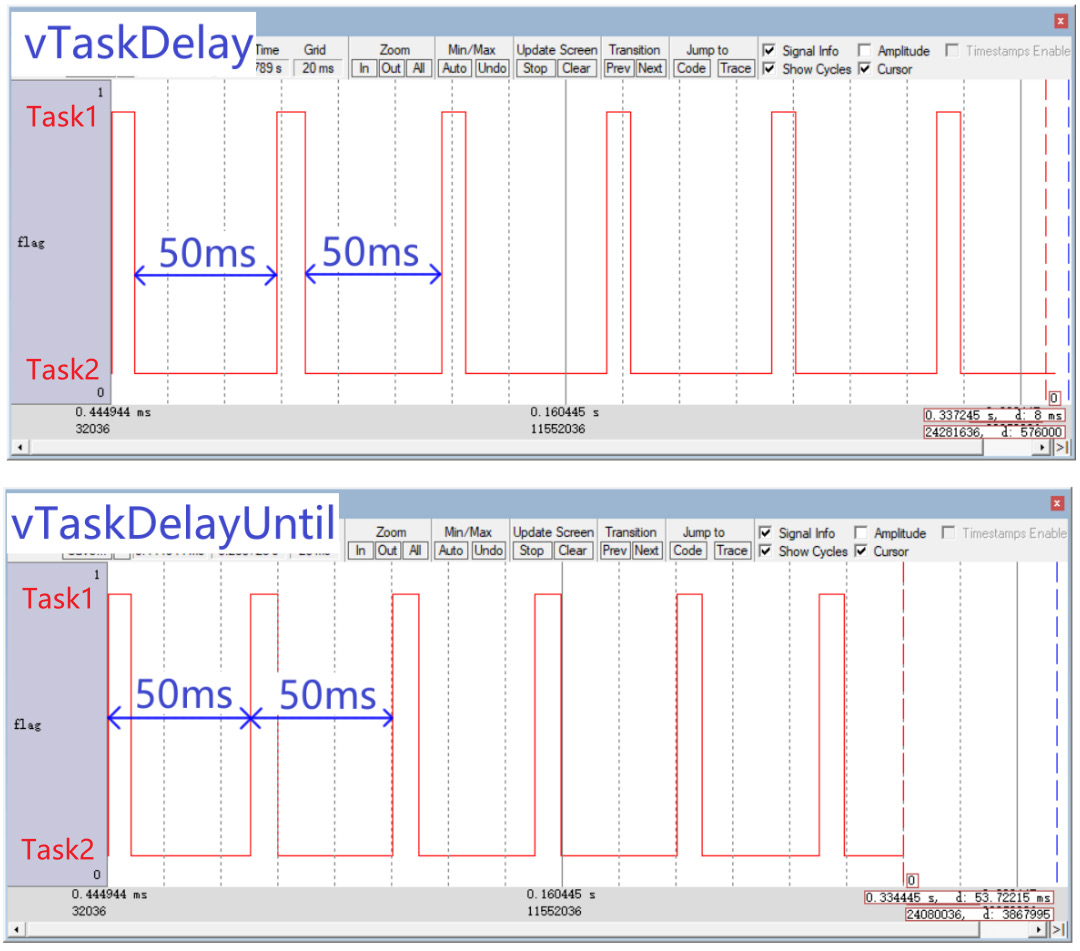 vTaskDelay
Time Grid Zoom Min/Max Update Screen Transition Jump to Signal Info Amplitude Timestamps Enable
789 s 20 ms In Out All Auto Undo Stop Clear Prev Next Code Trace Show Cycles Cursor
1
Task1
flag
50ms 50ms
Task2
0
0
0.444944 ms 0.160445 s 0.337245 s, d: 8 ms
32036 11552036 24281636, d: 576000
vTaskDelayUntil
Zoom Min/Max Update Screen Transition Jump to Signal Info Amplitude Timestamps Enable
In Out All Auto Undo Stop Clear Prev Next Code Trace Show Cycles Cursor
1
Task1
50ms 50ms
flag
Task2
0
0
0.444944 ms 0.160445 s 0.334445 s, d: 53.72215 ms
32036 11552036 24080036, d: 3867995